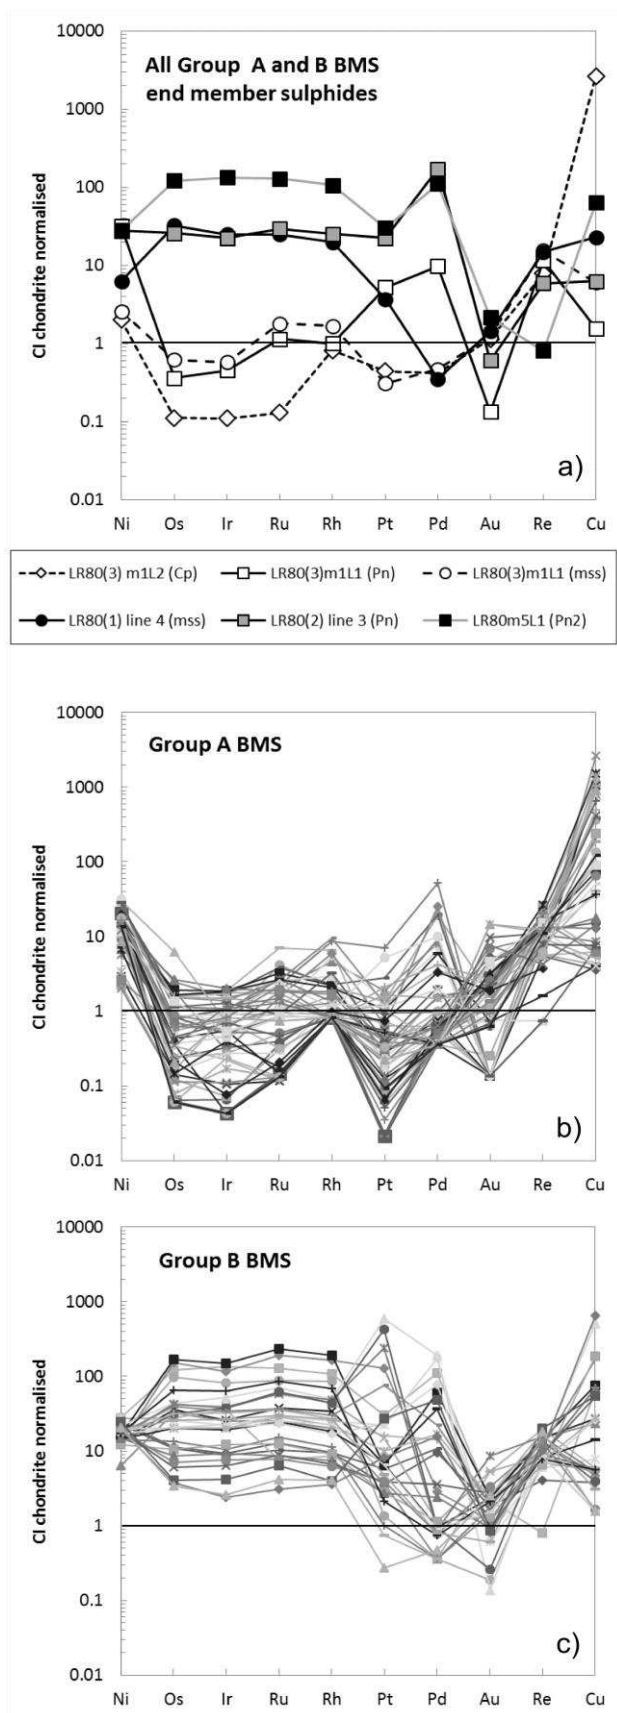 All Group A and B BMS
end member sulphides
CI chondrite normalised
10000
1000
100
10
1
0.1
0.01
Ni Os Ir Ru Rh Pt Pd Au Re Cu
a)
LR80(3) m1L2 (Cp) LR80(3)m1L1 (Pn) LR80(3)m1L1 (mss)
LR80(1) line 4 (mss) LR80(2) line 3 (Pn) LR80m5L1 (Pn2)
Group A BMS
CI chondrite normalised
10000
1000
100
10
1
0.1
0.01
Ni Os Ir Ru Rh Pt Pd Au Re Cu
b)
Group B BMS
CI chondrite normalised
10000
1000
100
10
1
0.1
0.01
Ni Os Ir Ru Rh Pt Pd Au Re Cu
c)